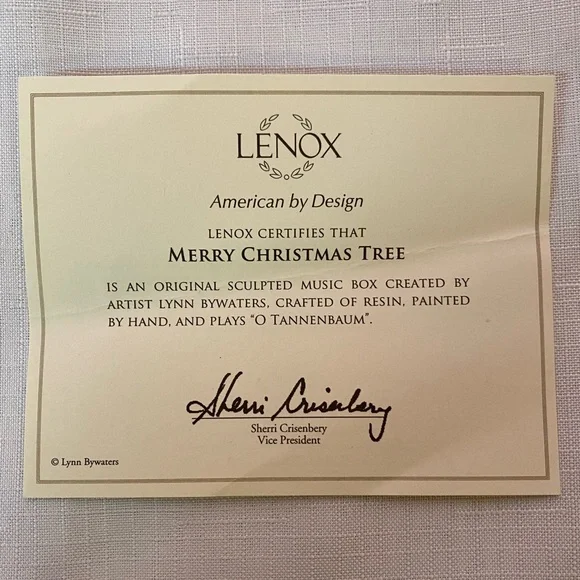 LENOX
American by Design
LENOX CERTIFIES THAT
MERRY CHRISTMAS TREE
IS AN ORIGINAL SCULPTED MUSIC BOX CREATED BY
ARTIST LYNN BYWATERS, CRAFTED OF RESIN, PAINTED
BY HAND, AND PLAYS “O TANNENBAUM”.
Sherri Crisenbery
Sherri Crisenbery
Vice President
© Lynn Bywaters